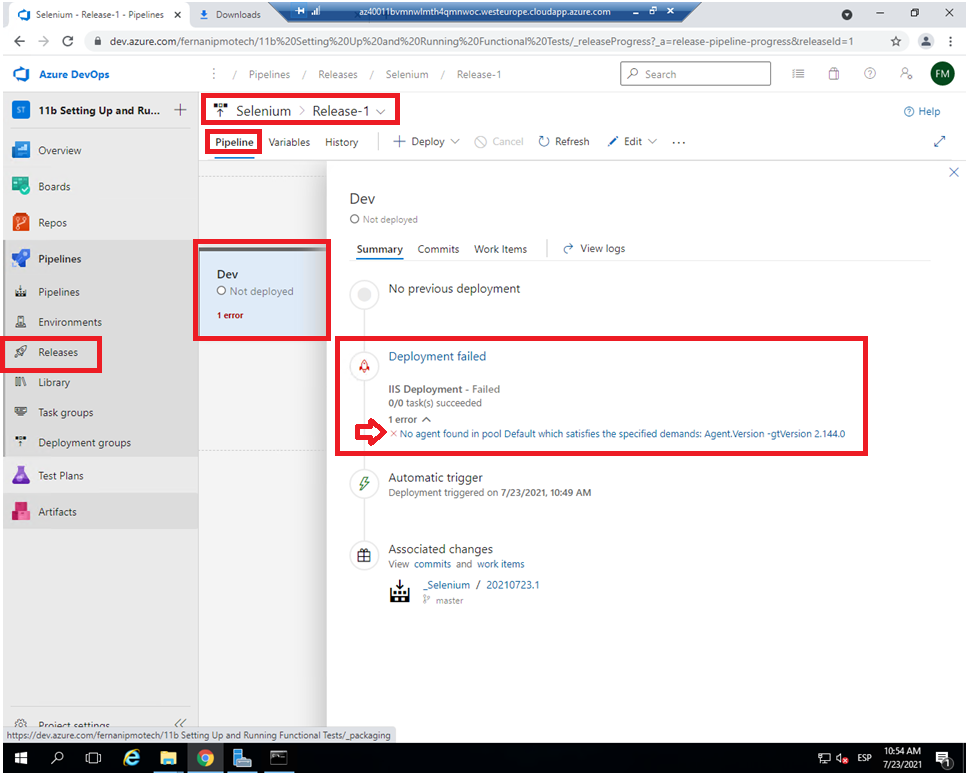 Selenium - Release-1 - Pipelines
Downloads
az40011bvmnwlmth4qmnwoc.westeurope.cloudapp.azure.com
dev.azure.com/fernanipmotech/11b%20Setting%20Up%20and%20Running%20Functional%20Tests/_releaseProgress?_a=release-pipeline-progress&releaseId=1
Azure DevOps
/ Pipelines / Releases / Selenium / Release-1
Search
FM
ST
11b Setting Up and Ru...
Selenium > Release-1
Help
Pipeline
Variables
History
Deploy
Cancel
Refresh
Edit
...
Overview
Boards
Repos
Pipelines
Pipelines
Environments
Releases
Library
Task groups
Deployment groups
Test Plans
Artifacts
Project settings
Dev
Not deployed
1 error
Dev
Not deployed
Summary
Commits
Work Items
View logs
No previous deployment
Deployment failed
IIS Deployment - Failed
0/0 task(s) succeeded
1 error
No agent found in pool Default which satisfies the specified demands: Agent.Version -gtVersion 2.144.0
Automatic trigger
Deployment triggered on 7/23/2021, 10:49 AM
Associated changes
View commits and work items
_Selenium / 20210723.1
master
https://dev.azure.com/fernanipmotech/11b Setting Up and Running Functional Tests/_packaging
ESP
10:54 AM
7/23/2021
1